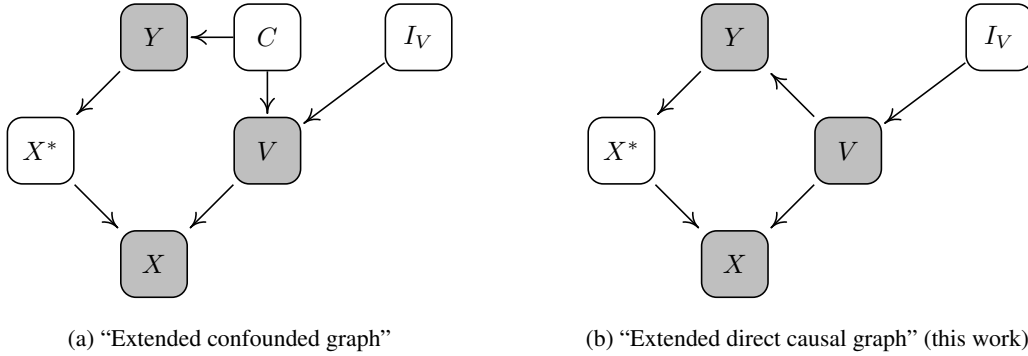 Y C I_V
X* V
X
(a) “Extended confounded graph”
Y I_V
X* V
X
(b) “Extended direct causal graph” (this work)